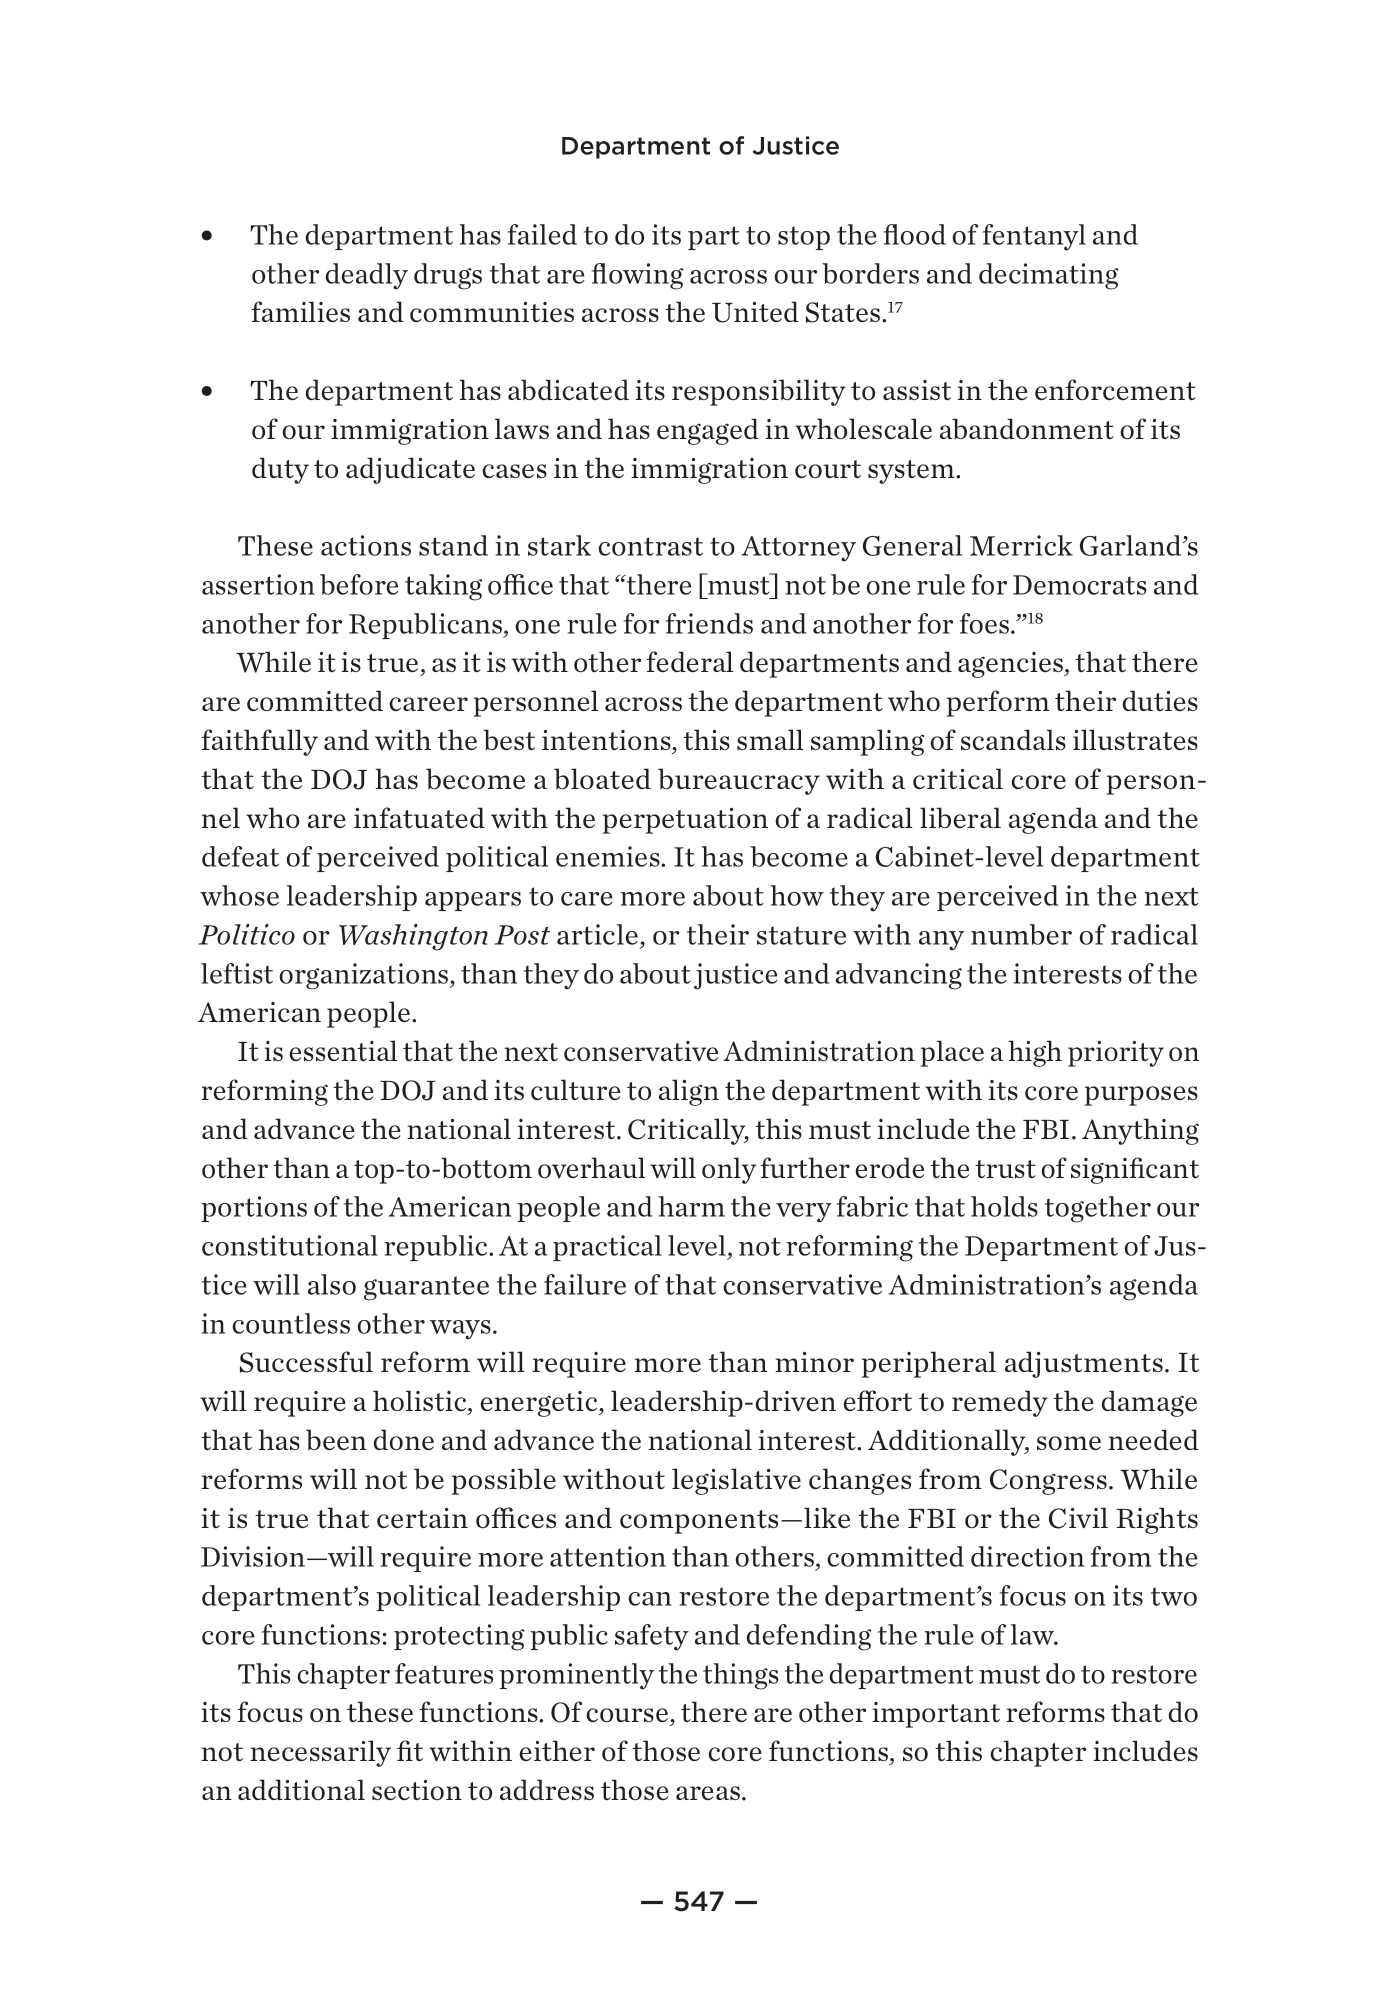 Department of Justice
• The department has failed to do its part to stop the flood of fentanyl and
other deadly drugs that are flowing across our borders and decimating
families and communities across the United States.17
• The department has abdicated its responsibility to assist in the enforcement
of our immigration laws and has engaged in wholescale abandonment of its
duty to adjudicate cases in the immigration court system.
These actions stand in stark contrast to Attorney General Merrick Garland’s
assertion before taking office that “there [must] not be one rule for Democrats and
another for Republicans, one rule for friends and another for foes.”18
While it is true, as it is with other federal departments and agencies, that there
are committed career personnel across the department who perform their duties
faithfully and with the best intentions, this small sampling of scandals illustrates
that the DOJ has become a bloated bureaucracy with a critical core of person-
nel who are infatuated with the perpetuation of a radical liberal agenda and the
defeat of perceived political enemies. It has become a Cabinet-level department
whose leadership appears to care more about how they are perceived in the next
Politico or Washington Post article, or their stature with any number of radical
leftist organizations, than they do about justice and advancing the interests of the
American people.
It is essential that the next conservative Administration place a high priority on
reforming the DOJ and its culture to align the department with its core purposes
and advance the national interest. Critically, this must include the FBI. Anything
other than a top-to-bottom overhaul will only further erode the trust of significant
portions of the American people and harm the very fabric that holds together our
constitutional republic. At a practical level, not reforming the Department of Jus-
tice will also guarantee the failure of that conservative Administration’s agenda
in countless other ways.
Successful reform will require more than minor peripheral adjustments. It
will require a holistic, energetic, leadership-driven effort to remedy the damage
that has been done and advance the national interest. Additionally, some needed
reforms will not be possible without legislative changes from Congress. While
it is true that certain offices and components—like the FBI or the Civil Rights
Division—will require more attention than others, committed direction from the
department’s political leadership can restore the department’s focus on its two
core functions: protecting public safety and defending the rule of law.
This chapter features prominently the things the department must do to restore
its focus on these functions. Of course, there are other important reforms that do
not necessarily fit within either of those core functions, so this chapter includes
an additional section to address those areas.
— 547 —